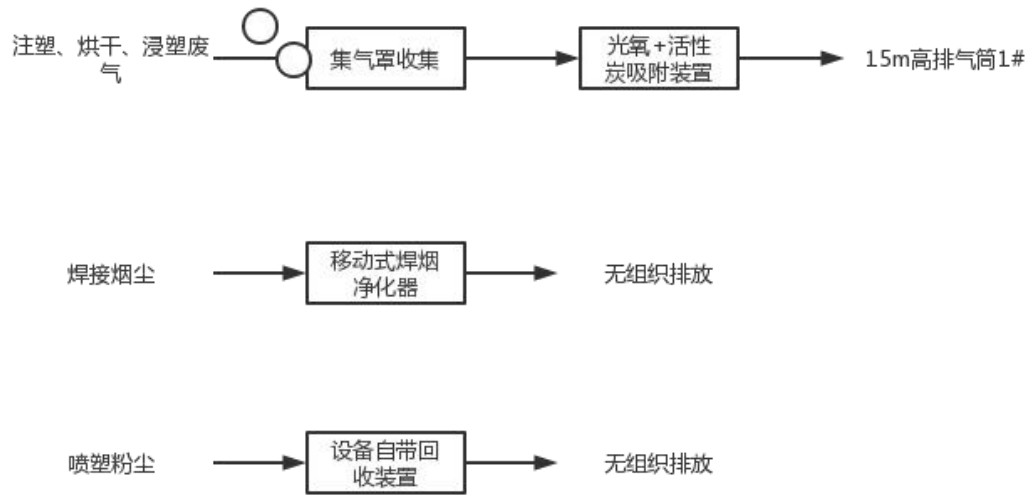 注塑、烘干、浸塑废
气
集气罩收集
光氧+活性
炭吸附装置
15m高排气筒1#
焊接烟尘
移动式焊烟
净化器
无组织排放
喷塑粉尘
设备自带回
收装置
无组织排放